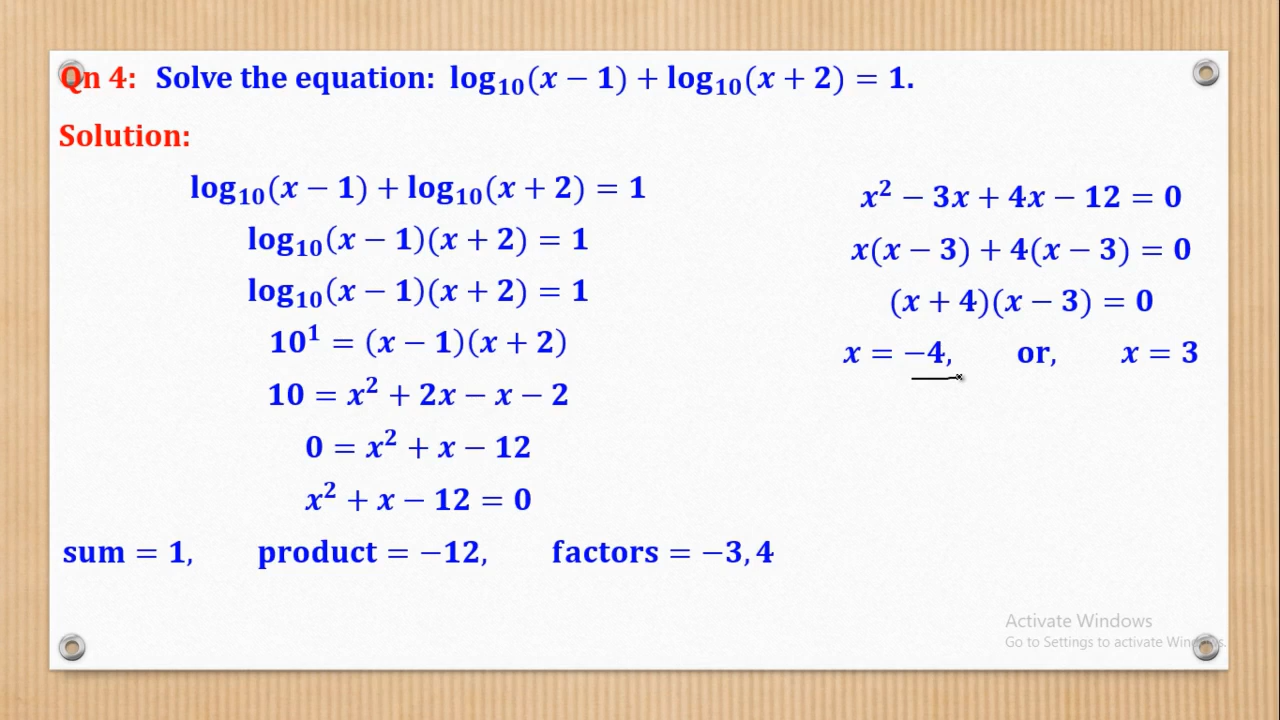 Qn 4: Solve the equation: log₁₀(x − 1) + log₁₀(x + 2) = 1.
Solution:
log₁₀(x − 1) + log₁₀(x + 2) = 1
log₁₀(x − 1)(x + 2) = 1
log₁₀(x − 1)(x + 2) = 1
10¹ = (x − 1)(x + 2)
10 = x² + 2x − x − 2
0 = x² + x − 12
x² + x − 12 = 0
sum = 1, product = −12, factors = −3, 4
x² − 3x + 4x − 12 = 0
x(x − 3) + 4(x − 3) = 0
(x + 4)(x − 3) = 0
x = −4, or, x = 3
Activate Windows
Go to Settings to activate Windows.